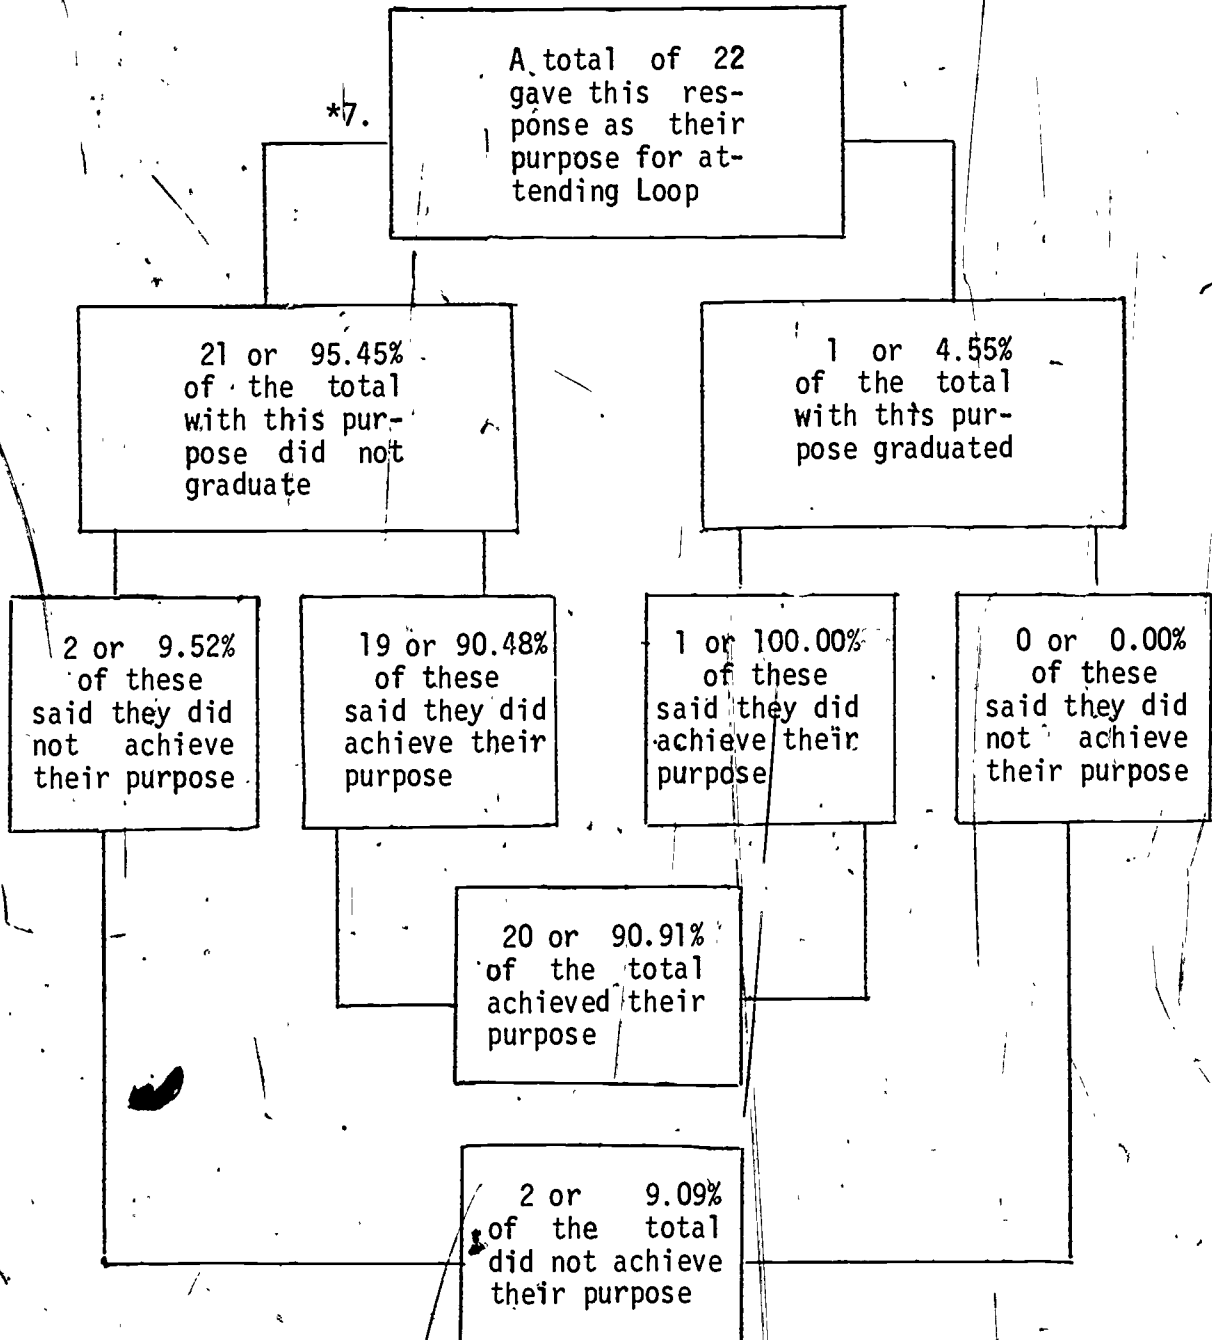 *7.
A total of 22
gave this res-
ponse as their
purpose for at-
tending Loop
21 or 95.45%
of the total
with this pur-
pose did not
graduate
1 or 4.55%
of the total
with this pur-
pose graduated
2 or 9.52%
of these
said they did
not achieve
their purpose
19 or 90.48%
of these
said they did
achieve their
purpose
1 or 100.00%
of these
said they did
achieve their
purpose
0 or 0.00%
of these
said they did
not achieve
their purpose
20 or 90.91%
of the total
achieved their
purpose
2 or 9.09%
of the total
did not achieve
their purpose